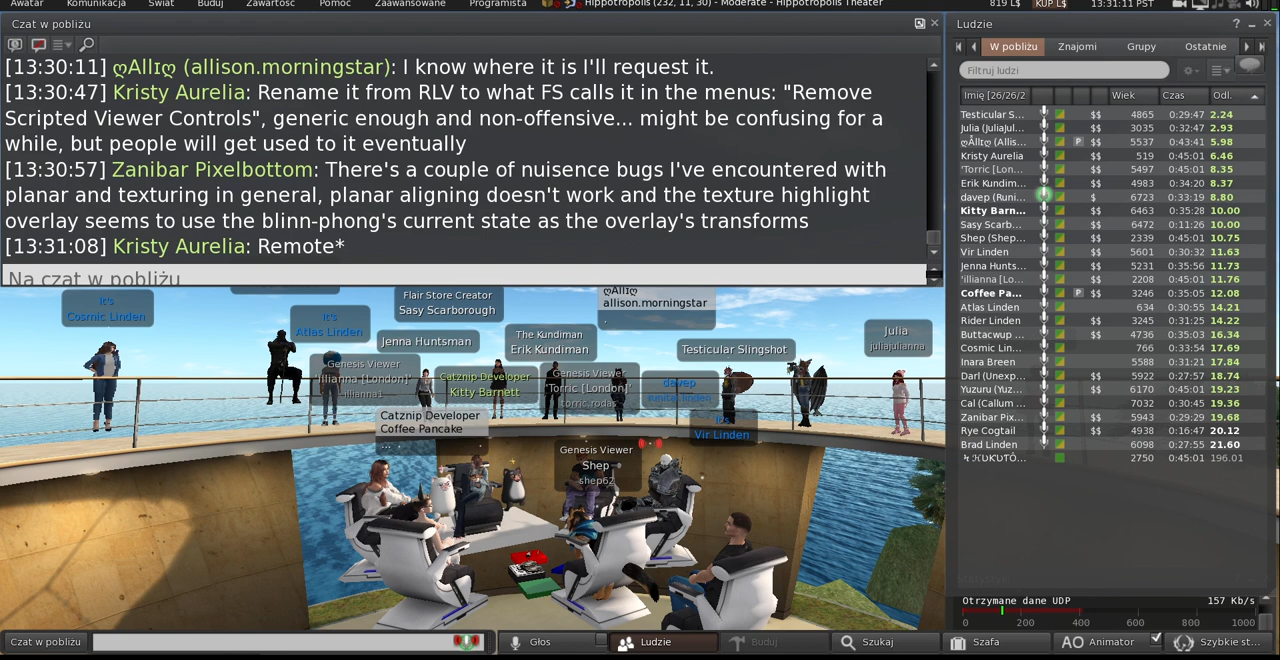 Awatar Komunikacja Świat Buduj Zawartość Pomoc Zaawansowane Programista Hippotropolis (232, 11, 30) - Moderate - Hippotropolis Theater 819 L$ KUP L$ 13:31:11 PST
Czat w pobliżu
[13:30:11] ღAllɪღ (allison.morningstar): I know where it is I'll request it.
[13:30:47] Kristy Aurelia: Rename it from RLV to what FS calls it in the menus: "Remove
Scripted Viewer Controls", generic enough and non-offensive... might be confusing for a
while, but people will get used to it eventually
[13:30:57] Zanibar Pixelbottom: There's a couple of nuisence bugs I've encountered with
planar and texturing in general, planar aligning doesn't work and the texture highlight
overlay seems to use the blinn-phong's current state as the overlay's transforms
[13:31:08] Kristy Aurelia: Remote*
Na czat w pobliżu
It's
Cosmic Linden
It's
Atlas Linden
Flair Store Creator
Sasy Scarborough
ღAllɪღ
allison.morningstar
.
Jenna Huntsman
The Kundiman
Erik Kundiman
Testicular Slingshot
Julia
juliajulianna
Genesis Viewer
'illianna [London]'
illianna1
Catznip Developer
Kitty Barnett
Genesis Viewer
'Torric [London]'
torric.rodas
davep
Catznip Developer
Coffee Pancake
... .
It's
Vir Linden
Genesis Viewer
Shep
shep62
Ludzie
? _ ×
W pobliżu Znajomi Grupy Ostatnie
Filtruj ludzi
Imię [26/26/2 Wiek Czas Odl.
Testicular S... $$ 4865 0:29:47 2.24
Julia (JuliaJul... $$ 3035 0:32:47 2.93
ღÅllɪღ (Allis... P $$ 5537 0:43:41 5.98
Kristy Aurelia $$ 519 0:45:01 6.46
'Torric [Lon... $$ 5497 0:45:01 8.35
Erik Kundim... $$ 4983 0:34:20 8.37
davep (Runi... $ 6723 0:33:19 8.80
Kitty Barn... $$ 6463 0:35:28 10.00
Sasy Scarb... $$ 6472 0:11:26 10.00
Shep (Shep... $$ 2339 0:45:01 10.75
Vir Linden $$ 5601 0:30:32 11.63
Jenna Hunts... $$ 5231 0:35:56 11.73
'illianna [Lo... $$ 2208 0:45:01 11.76
Coffee Pa... P $$ 3246 0:35:05 12.08
Atlas Linden 634 0:30:55 14.21
Rider Linden $$ 3245 0:31:25 14.22
Buttacwup ... $$ 4736 0:35:03 16.34
Cosmic Lin... 766 0:33:54 17.69
Inara Breen 5588 0:31:21 17.84
Darl (Unexp... $$ 5922 0:27:57 18.74
Yuzuru (Yuz... $$ 6170 0:45:01 19.23
Cal (Callum ... 7032 0:30:45 19.36
Zanibar Pix... $$ 5943 0:29:29 19.68
Rye Cogtail $$ 4938 0:16:47 20.12
Brad Linden 6098 0:27:55 21.60
2750 0:45:01 196.01
Otrzymane dane UDP 157 Kb/s
0 200 400 600 800 1000
Czat w pobliżu Głos Ludzie Buduj Szukaj Szafa AO Animator Szybkie st...